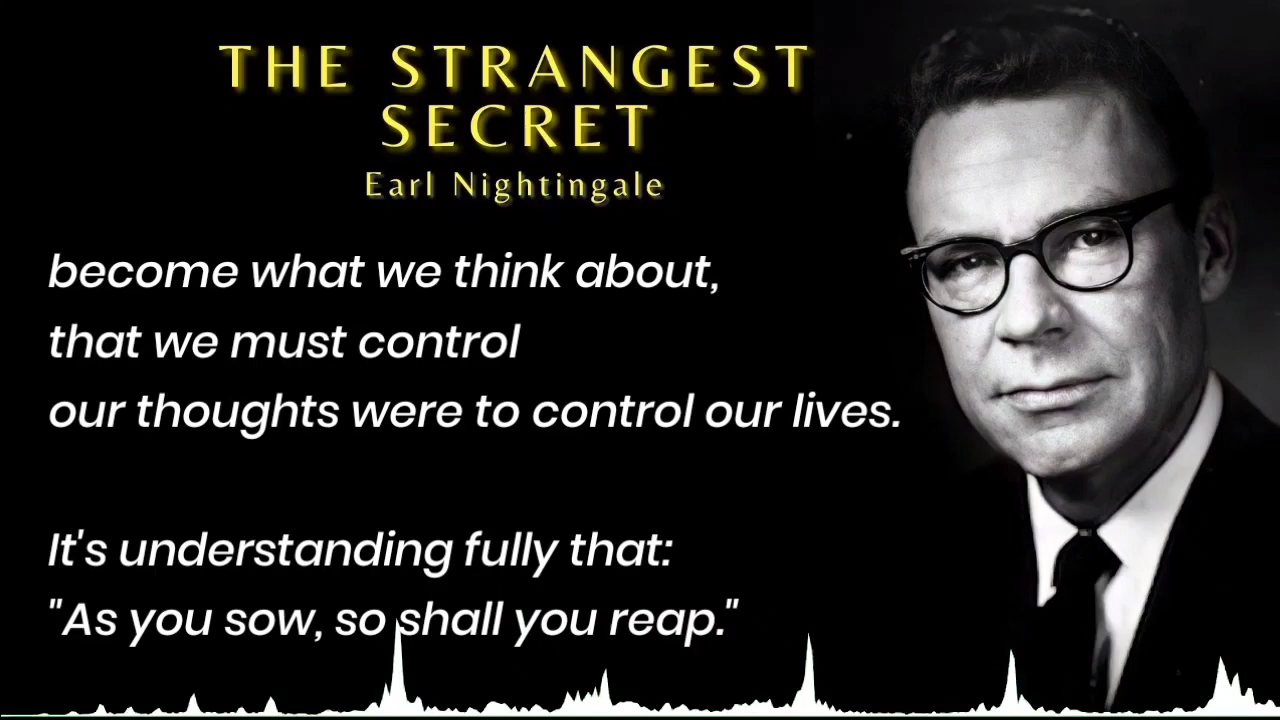 THE STRANGEST
SECRET
Earl Nightingale
become what we think about,
that we must control
our thoughts were to control our lives.
It's understanding fully that:
"As you sow, so shall you reap."